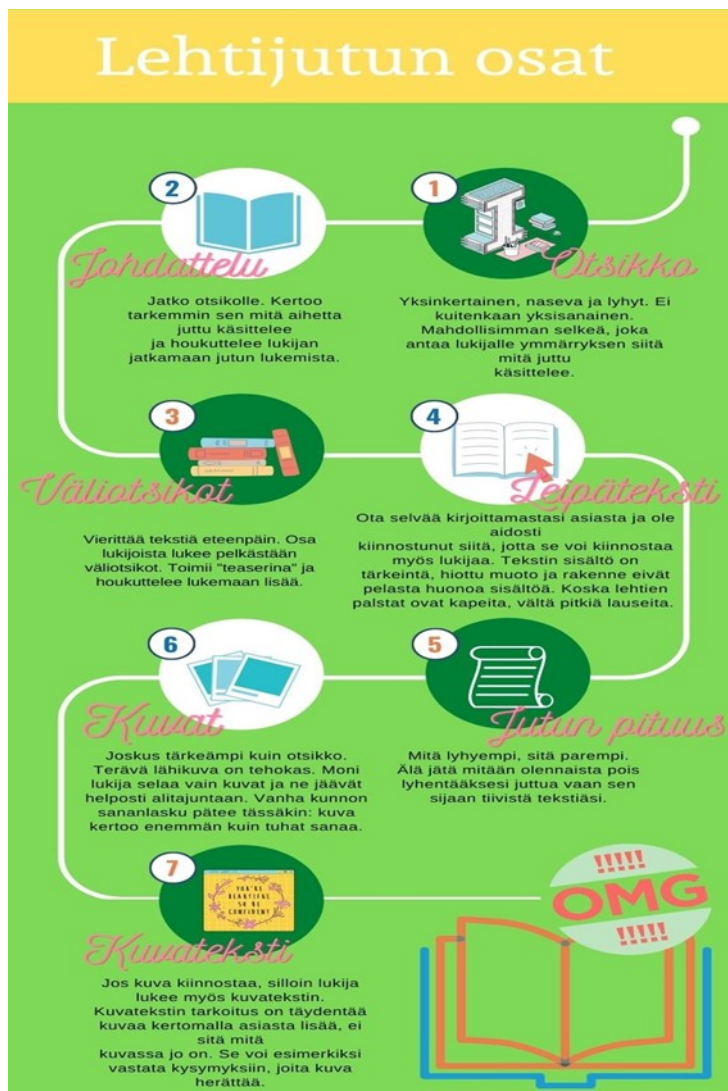 Lehtijutun osat
1
Otsikko
Yksinkertainen, naseva ja lyhyt. Ei
kuitenkaan yksisanainen.
Mahdollisimman selkeä, joka
antaa lukijalle ymmärryksen siitä
mitä juttu
käsittelee.
2
Johdattelu
Jatko otsikolle. Kertoo
tarkemmin sen mitä aihetta
juttu käsittelee
ja houkuttelee lukijan
jatkamaan jutun lukemista.
3
Väliotsikot
Vierittää tekstiä eteenpäin. Osa
lukijoista lukee pelkästään
väliotsikot. Toimii "teaserina" ja
houkuttelee lukemaan lisää.
4
Leipäteksti
Ota selvää kirjoittamastasi asiasta ja ole
aidosti
kiinnostunut siitä, jotta se voi kiinnostaa
myös lukijaa. Tekstin sisältö on
tärkeintä, hiottu muoto ja rakenne eivät
pelasta huonoa sisältöä. Koska lehtien
palstat ovat kapeita, vältä pitkiä lauseita.
5
Jutun pituus
Mitä lyhyempi, sitä parempi.
Älä jätä mitään olennaista pois
lyhentääksesi juttua vaan sen
sijaan tiivistä tekstiäsi.
6
Kuvat
Joskus tärkeämpi kuin otsikko.
Terävä lähikuva on tehokas. Moni
lukija selaa vain kuvat ja ne jäävät
helposti alitajuntaan. Vanha kunnon
sananlasku pätee tässäkin: kuva
kertoo enemmän kuin tuhat sanaa.
7
YOU'RE
BEAUTIFUL
SO BE
CONFIDENT
Kuvateksti
Jos kuva kiinnostaa, silloin lukija
lukee myös kuvatekstin.
Kuvatekstin tarkoitus on täydentää
kuvaa kertomalla asiasta lisää, ei
sitä mitä
kuvassa jo on. Se voi esimerkiksi
vastata kysymyksiin, joita kuva
herättää.
!!!!!
OMG
!!!!!